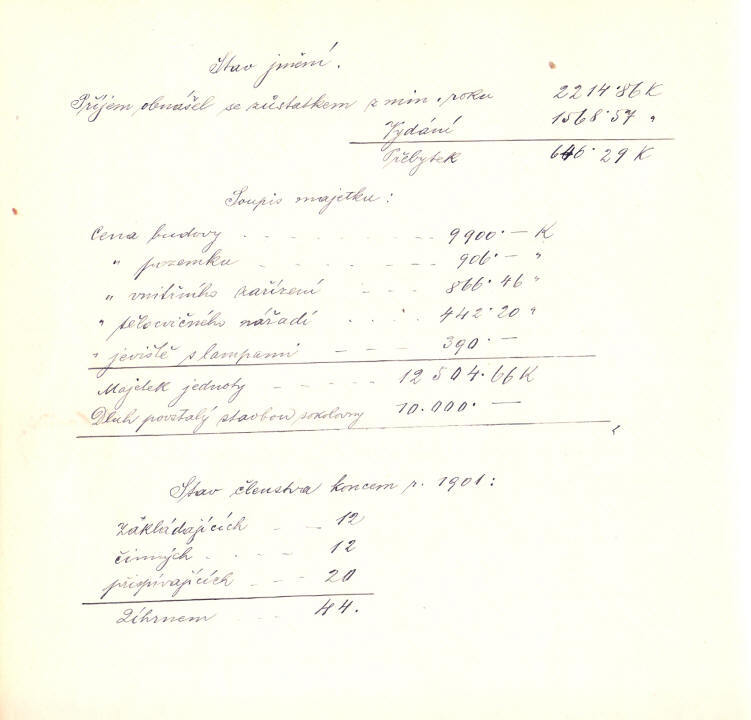 Stav jmění.
Příjem obnášel se zůstatkem z min. roku 2214·86 K
Vydání 1568·57 "
Přebytek 646·29 K
Soupis majetku:
Cena budovy . - - . - - - 9900·— K
" pozemku - - - - - - 906·— "
" vnitřního zařízení - - - 866·46 "
" tělocvičného nářadí . . . 442·20 "
" jeviště s lampami - - - 390·—
Majetek jednoty - - - - - 12504·66 K
Dluh povstalý stavbou sokolovny 10.000·—
Stav členstva koncem r. 1901:
Zakládajících - - 12
činných . . - - 12
přispívajících - - - 20
Úhrnem - - - 44.